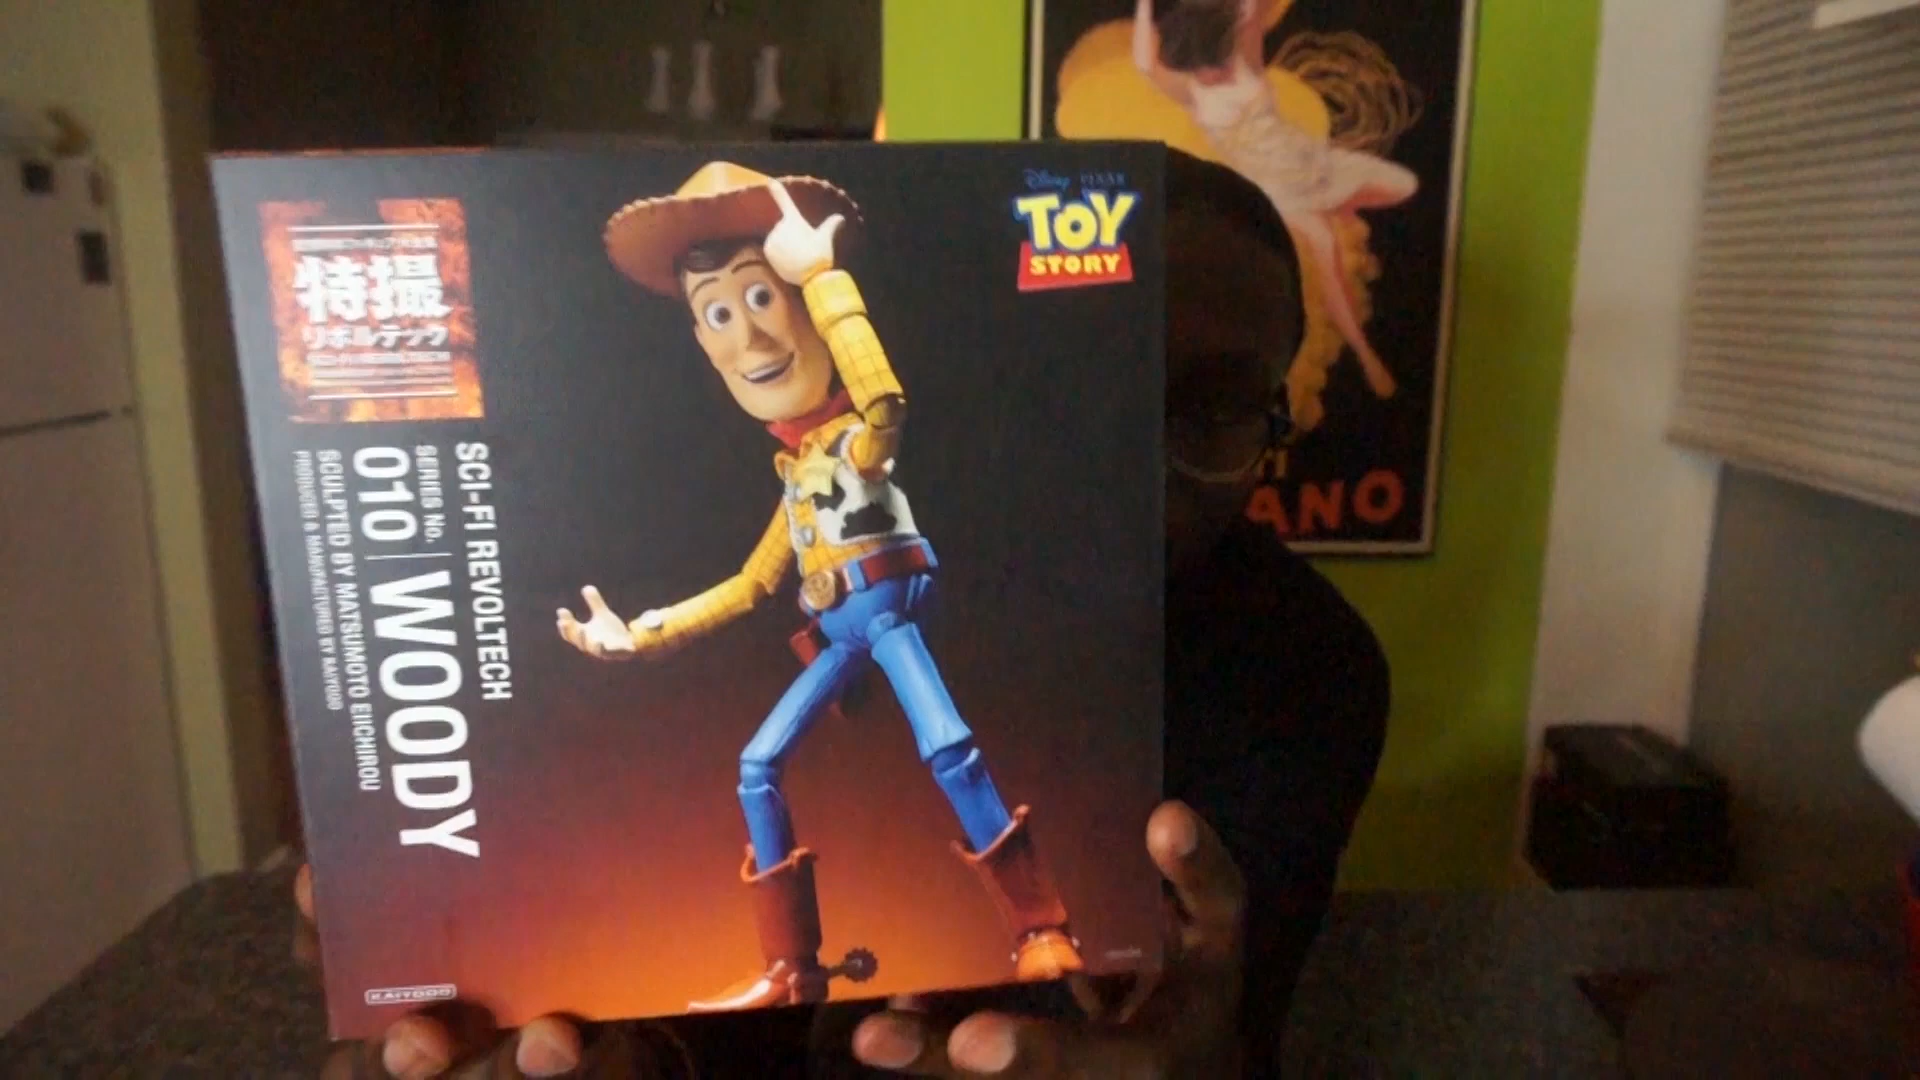 特撮
リボルテック
Disney PIXAR
TOY
STORY
SCI-FI REVOLTECH
SERIES No.
010 WOODY
SCULPTED BY MATSUMOTO EIICHIROU
PRODUCED & MANUFACTURED BY KAIYODO
KAIYODO
ANO